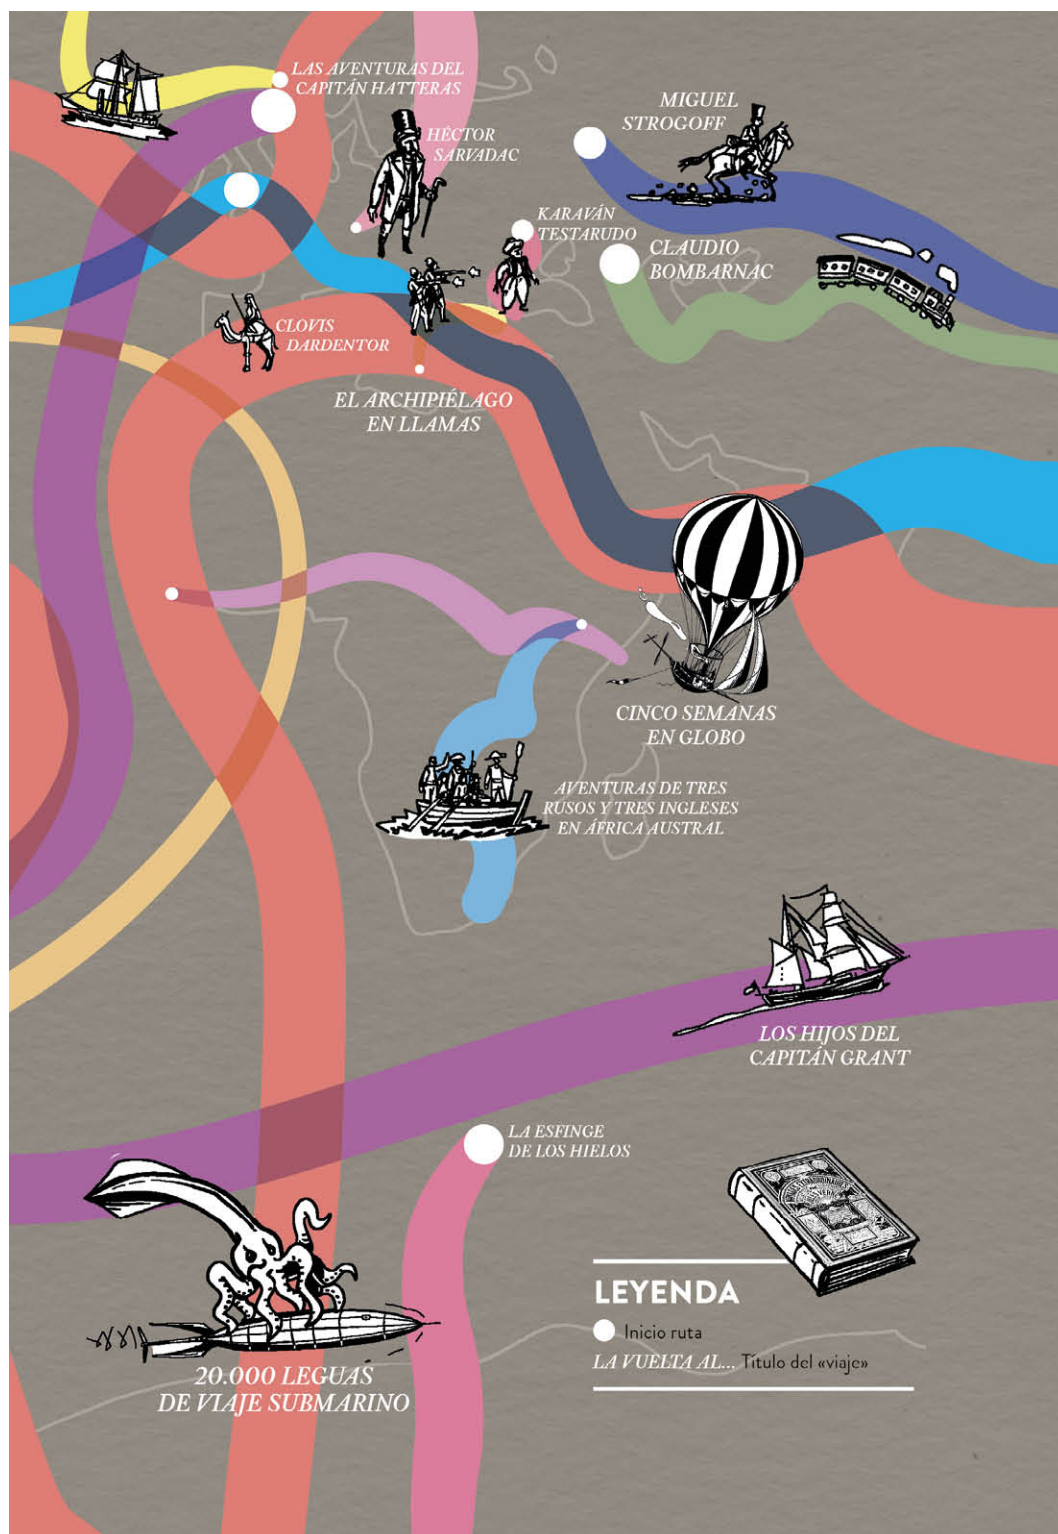 LAS AVENTURAS DEL
CAPITÁN HATTERAS
HÉCTOR
SARVADAC
MIGUEL
STROGOFF
KARAVÁN
TESTARUDO
CLAUDIO
BOMBARNAC
CLOVIS
DARDENTOR
EL ARCHIPIÉLAGO
EN LLAMAS
CINCO SEMANAS
EN GLOBO
AVENTURAS DE TRES
RUSOS Y TRES INGLESES
EN ÁFRICA AUSTRAL
LOS HIJOS DEL
CAPITÁN GRANT
LA ESFINGE
DE LOS HIELOS
20.000 LEGUAS
DE VIAJE SUBMARINO
LEYENDA
Inicio ruta
LA VUELTA AL... Título del «viaje»